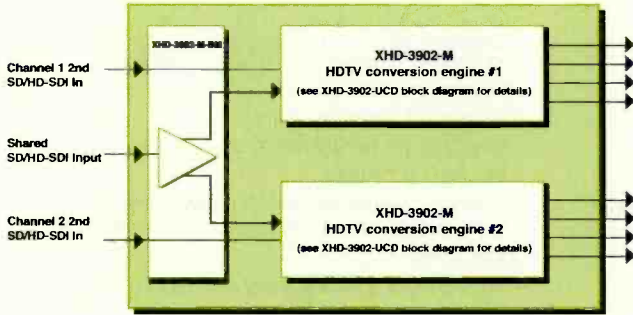 Channel 1 2nd
SD/HD-SDI In
Shared
SD/HD-SDI Input
Channel 2 2nd
SD/HD-SDI In
XHD-3902-M
HDTV conversion engine #1
(see XHD-3902-UCD block diagram for details)
XHD-3902-M
HDTV conversion engine #2
(see XHD-3902-UCD block diagram for details)